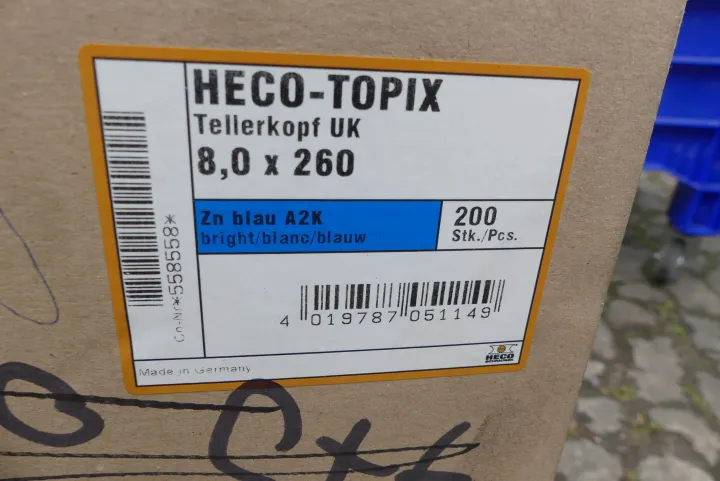 HECO-TOPIX
Tellerkopf UK
8,0 x 260
Zn blau A2K
bright/blanc/blauw
200
Stk./Pcs.
*558558*
4 019787 051149
HECO
Made in Germany